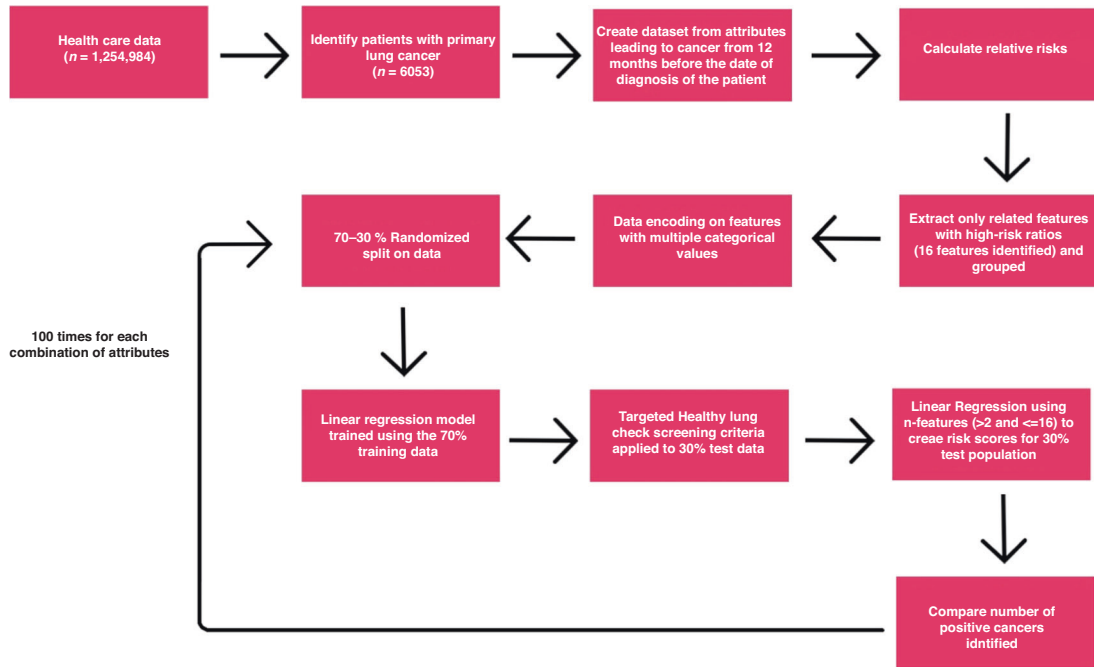 Health care data
(n = 1,254,984)
Identify patients with primary
lung cancer
(n = 6053)
Create dataset from attributes
leading to cancer from 12
months before the date of
diagnosis of the patient
Calculate relative risks
Extract only related features
with high-risk ratios
(16 features identified) and
grouped
Data encoding on features
with multiple categorical
values
70–30 % Randomized
split on data
100 times for each
combination of attributes
Linear regression model
trained using the 70%
training data
Targeted Healthy lung
check screening criteria
applied to 30% test data
Linear Regression using
n-features (>2 and <=16) to
creae risk scores for 30%
test population
Compare number of
positive cancers
idntified